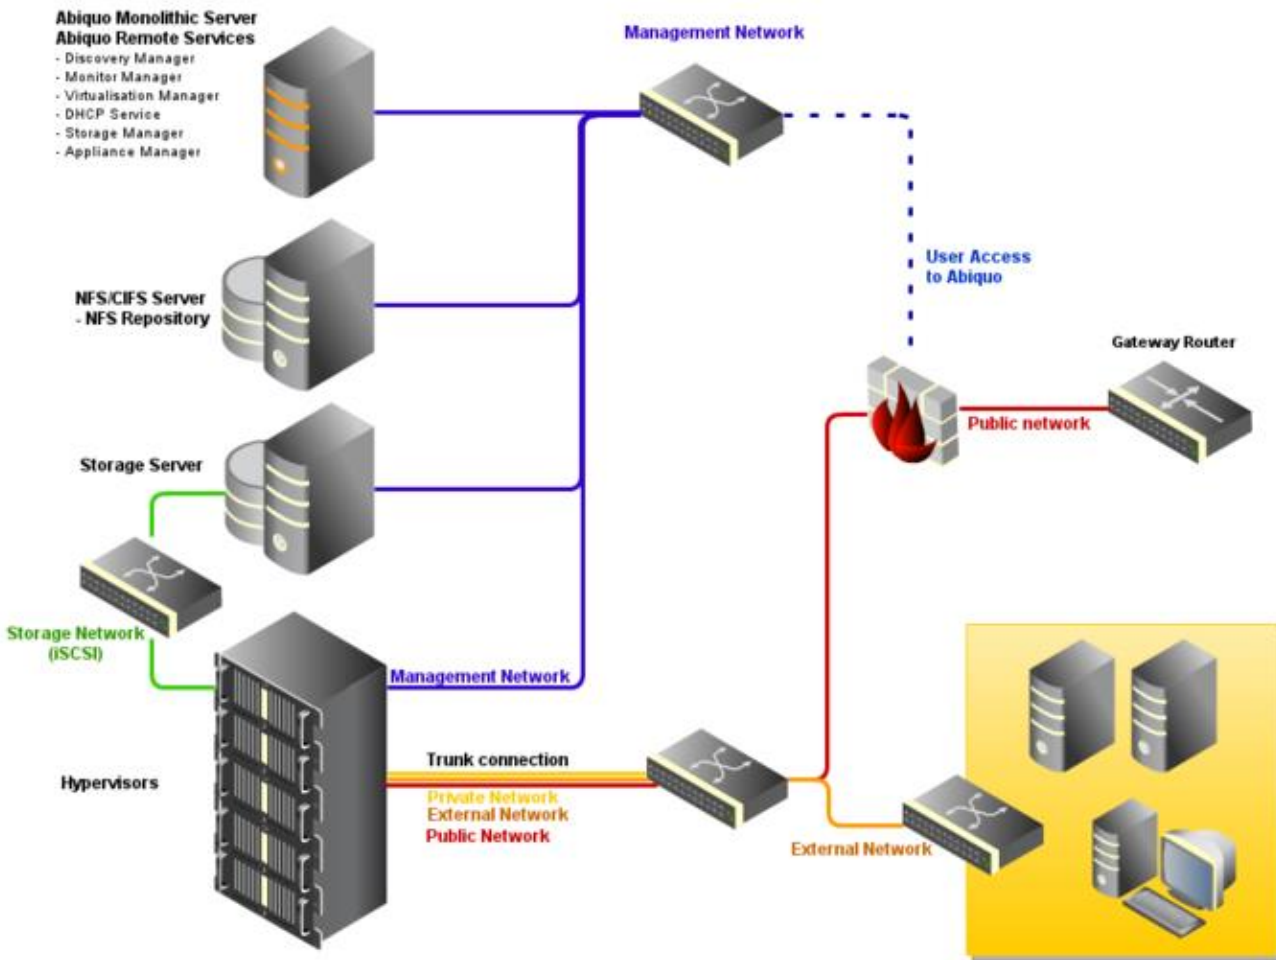 Abiquo Monolithic Server
Abiquo Remote Services
- Discovery Manager
- Monitor Manager
- Virtualisation Manager
- DHCP Service
- Storage Manager
- Appliance Manager
Management Network
User Access
to Abiquo
NFS/CIFS Server
- NFS Repository
Gateway Router
Public network
Storage Server
Storage Network
(iSCSI)
Management Network
Hypervisors
Trunk connection
Private Network
External Network
Public Network
External Network